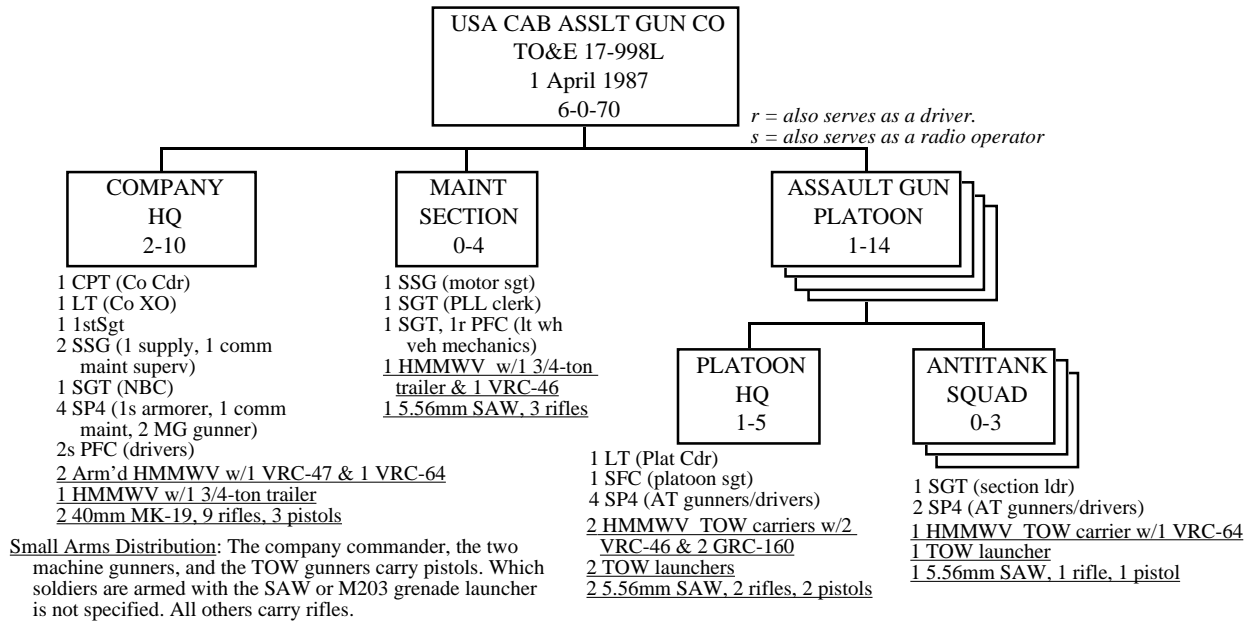 USA CAB ASSLT GUN CO
TO&E 17-998L
1 April 1987
6-0-70
r = also serves as a driver.
s = also serves as a radio operator
COMPANY
HQ
2-10
1 CPT (Co Cdr)
1 LT (Co XO)
1 1stSgt
2 SSG (1 supply, 1 comm
maint superv)
1 SGT (NBC)
4 SP4 (1s armorer, 1 comm
maint, 2 MG gunner)
2s PFC (drivers)
2 Arm'd HMMWV w/1 VRC-47 & 1 VRC-64
1 HMMWV w/1 3/4-ton trailer
2 40mm MK-19, 9 rifles, 3 pistols
MAINT
SECTION
0-4
1 SSG (motor sgt)
1 SGT (PLL clerk)
1 SGT, 1r PFC (lt wh
veh mechanics)
1 HMMWV w/1 3/4-ton
trailer & 1 VRC-46
1 5.56mm SAW, 3 rifles
ASSAULT GUN
PLATOON
1-14
PLATOON
HQ
1-5
1 LT (Plat Cdr)
1 SFC (platoon sgt)
4 SP4 (AT gunners/drivers)
2 HMMWV TOW carriers w/2
VRC-46 & 2 GRC-160
2 TOW launchers
2 5.56mm SAW, 2 rifles, 2 pistols
ANTITANK
SQUAD
0-3
1 SGT (section ldr)
2 SP4 (AT gunners/drivers)
1 HMMWV TOW carrier w/1 VRC-64
1 TOW launcher
1 5.56mm SAW, 1 rifle, 1 pistol
Small Arms Distribution: The company commander, the two
machine gunners, and the TOW gunners carry pistols. Which
soldiers are armed with the SAW or M203 grenade launcher
is not specified. All others carry rifles.